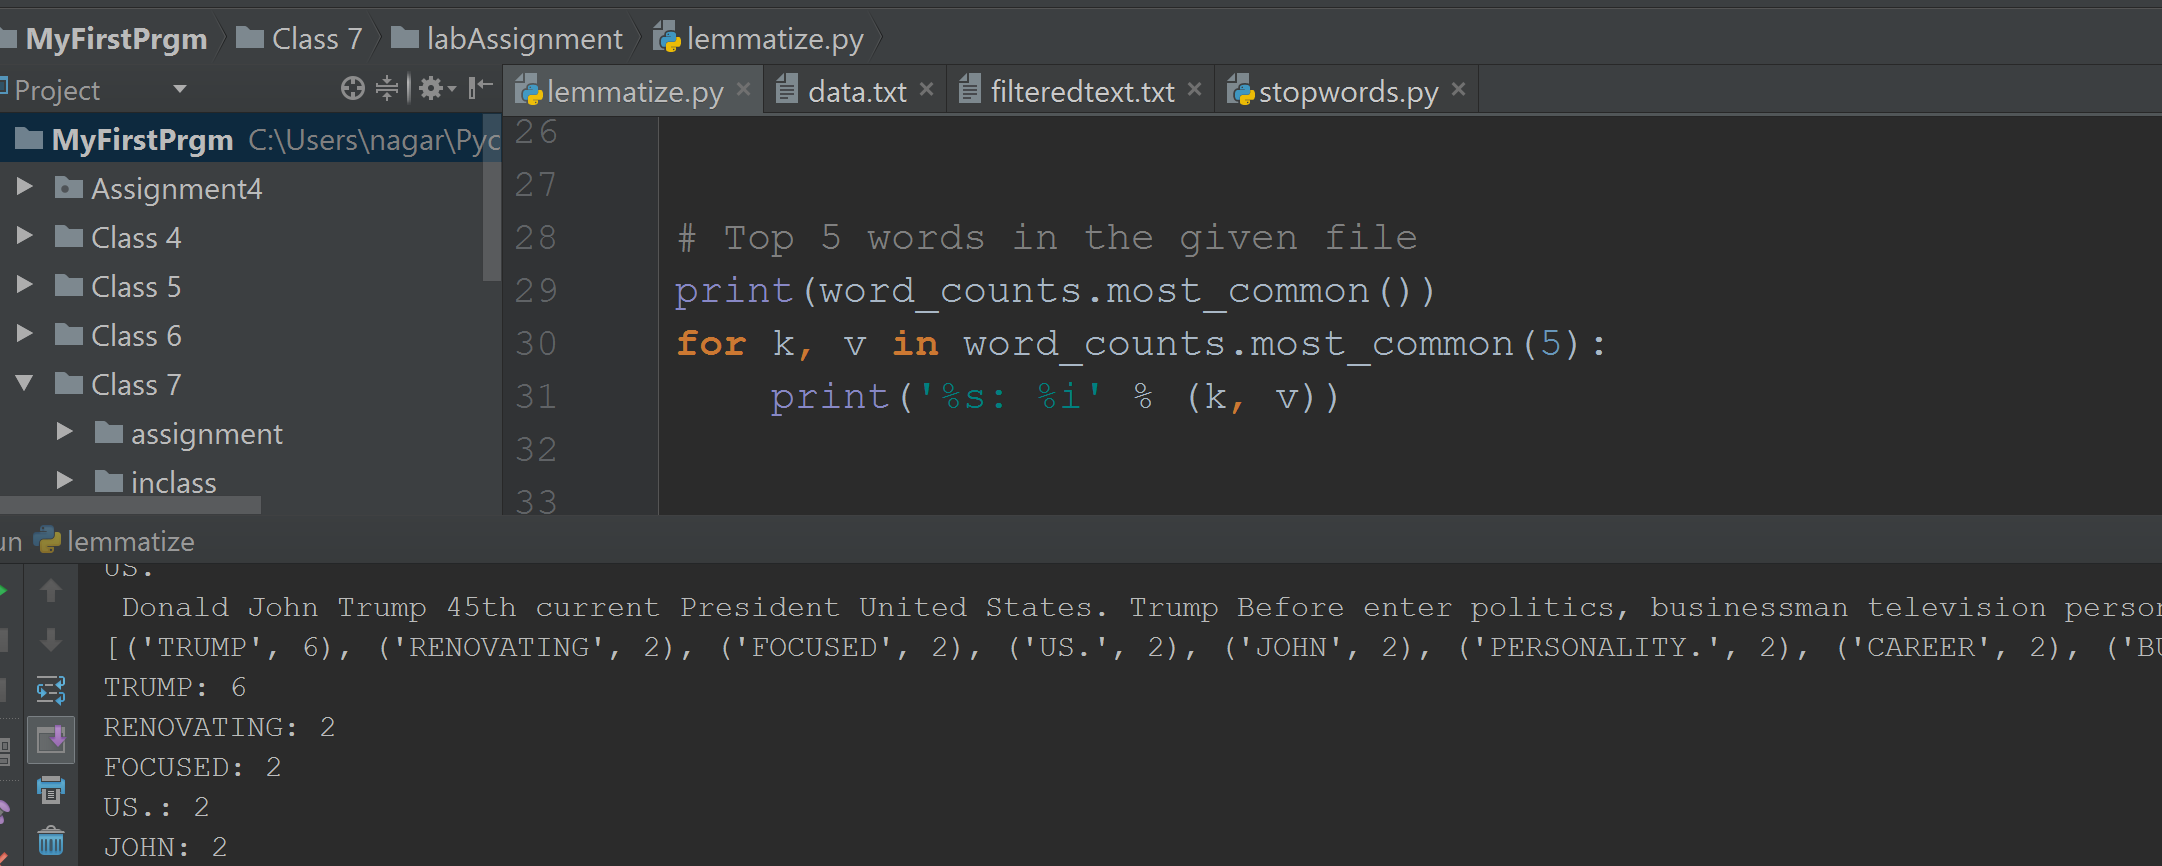 MyFirstPrgm Class 7 labAssignment lemmatize.py
Project
lemmatize.py data.txt filteredtext.txt stopwords.py
MyFirstPrgm C:\Users\nagar\Pyc
Assignment4
Class 4
Class 5
Class 6
Class 7
assignment
inclass
26
27
28 # Top 5 words in the given file
29 print(word_counts.most_common())
30 for k, v in word_counts.most_common(5):
31 print('%s: %i' % (k, v))
32
33
un lemmatize
US.
Donald John Trump 45th current President United States. Trump Before enter politics, businessman television person
[('TRUMP', 6), ('RENOVATING', 2), ('FOCUSED', 2), ('US.', 2), ('JOHN', 2), ('PERSONALITY.', 2), ('CAREER', 2), ('BU
TRUMP: 6
RENOVATING: 2
FOCUSED: 2
US.: 2
JOHN: 2